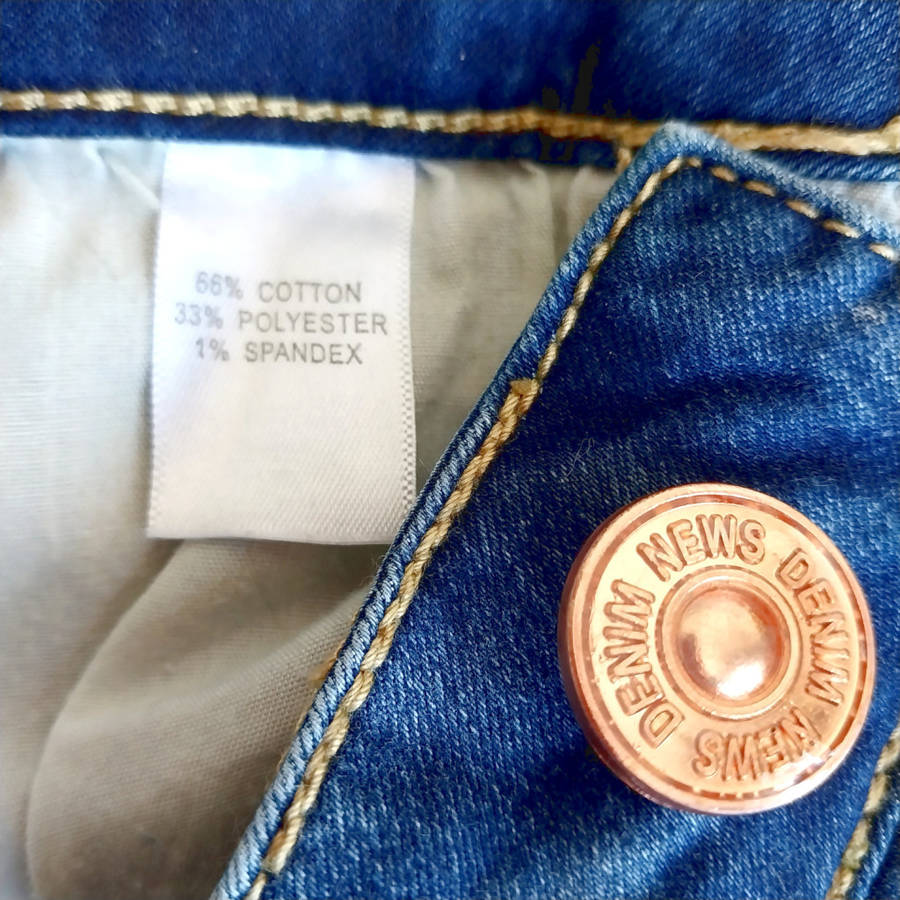 66% COTTON
33% POLYESTER
1% SPANDEX
DENIM NEWS DENIM NEWS